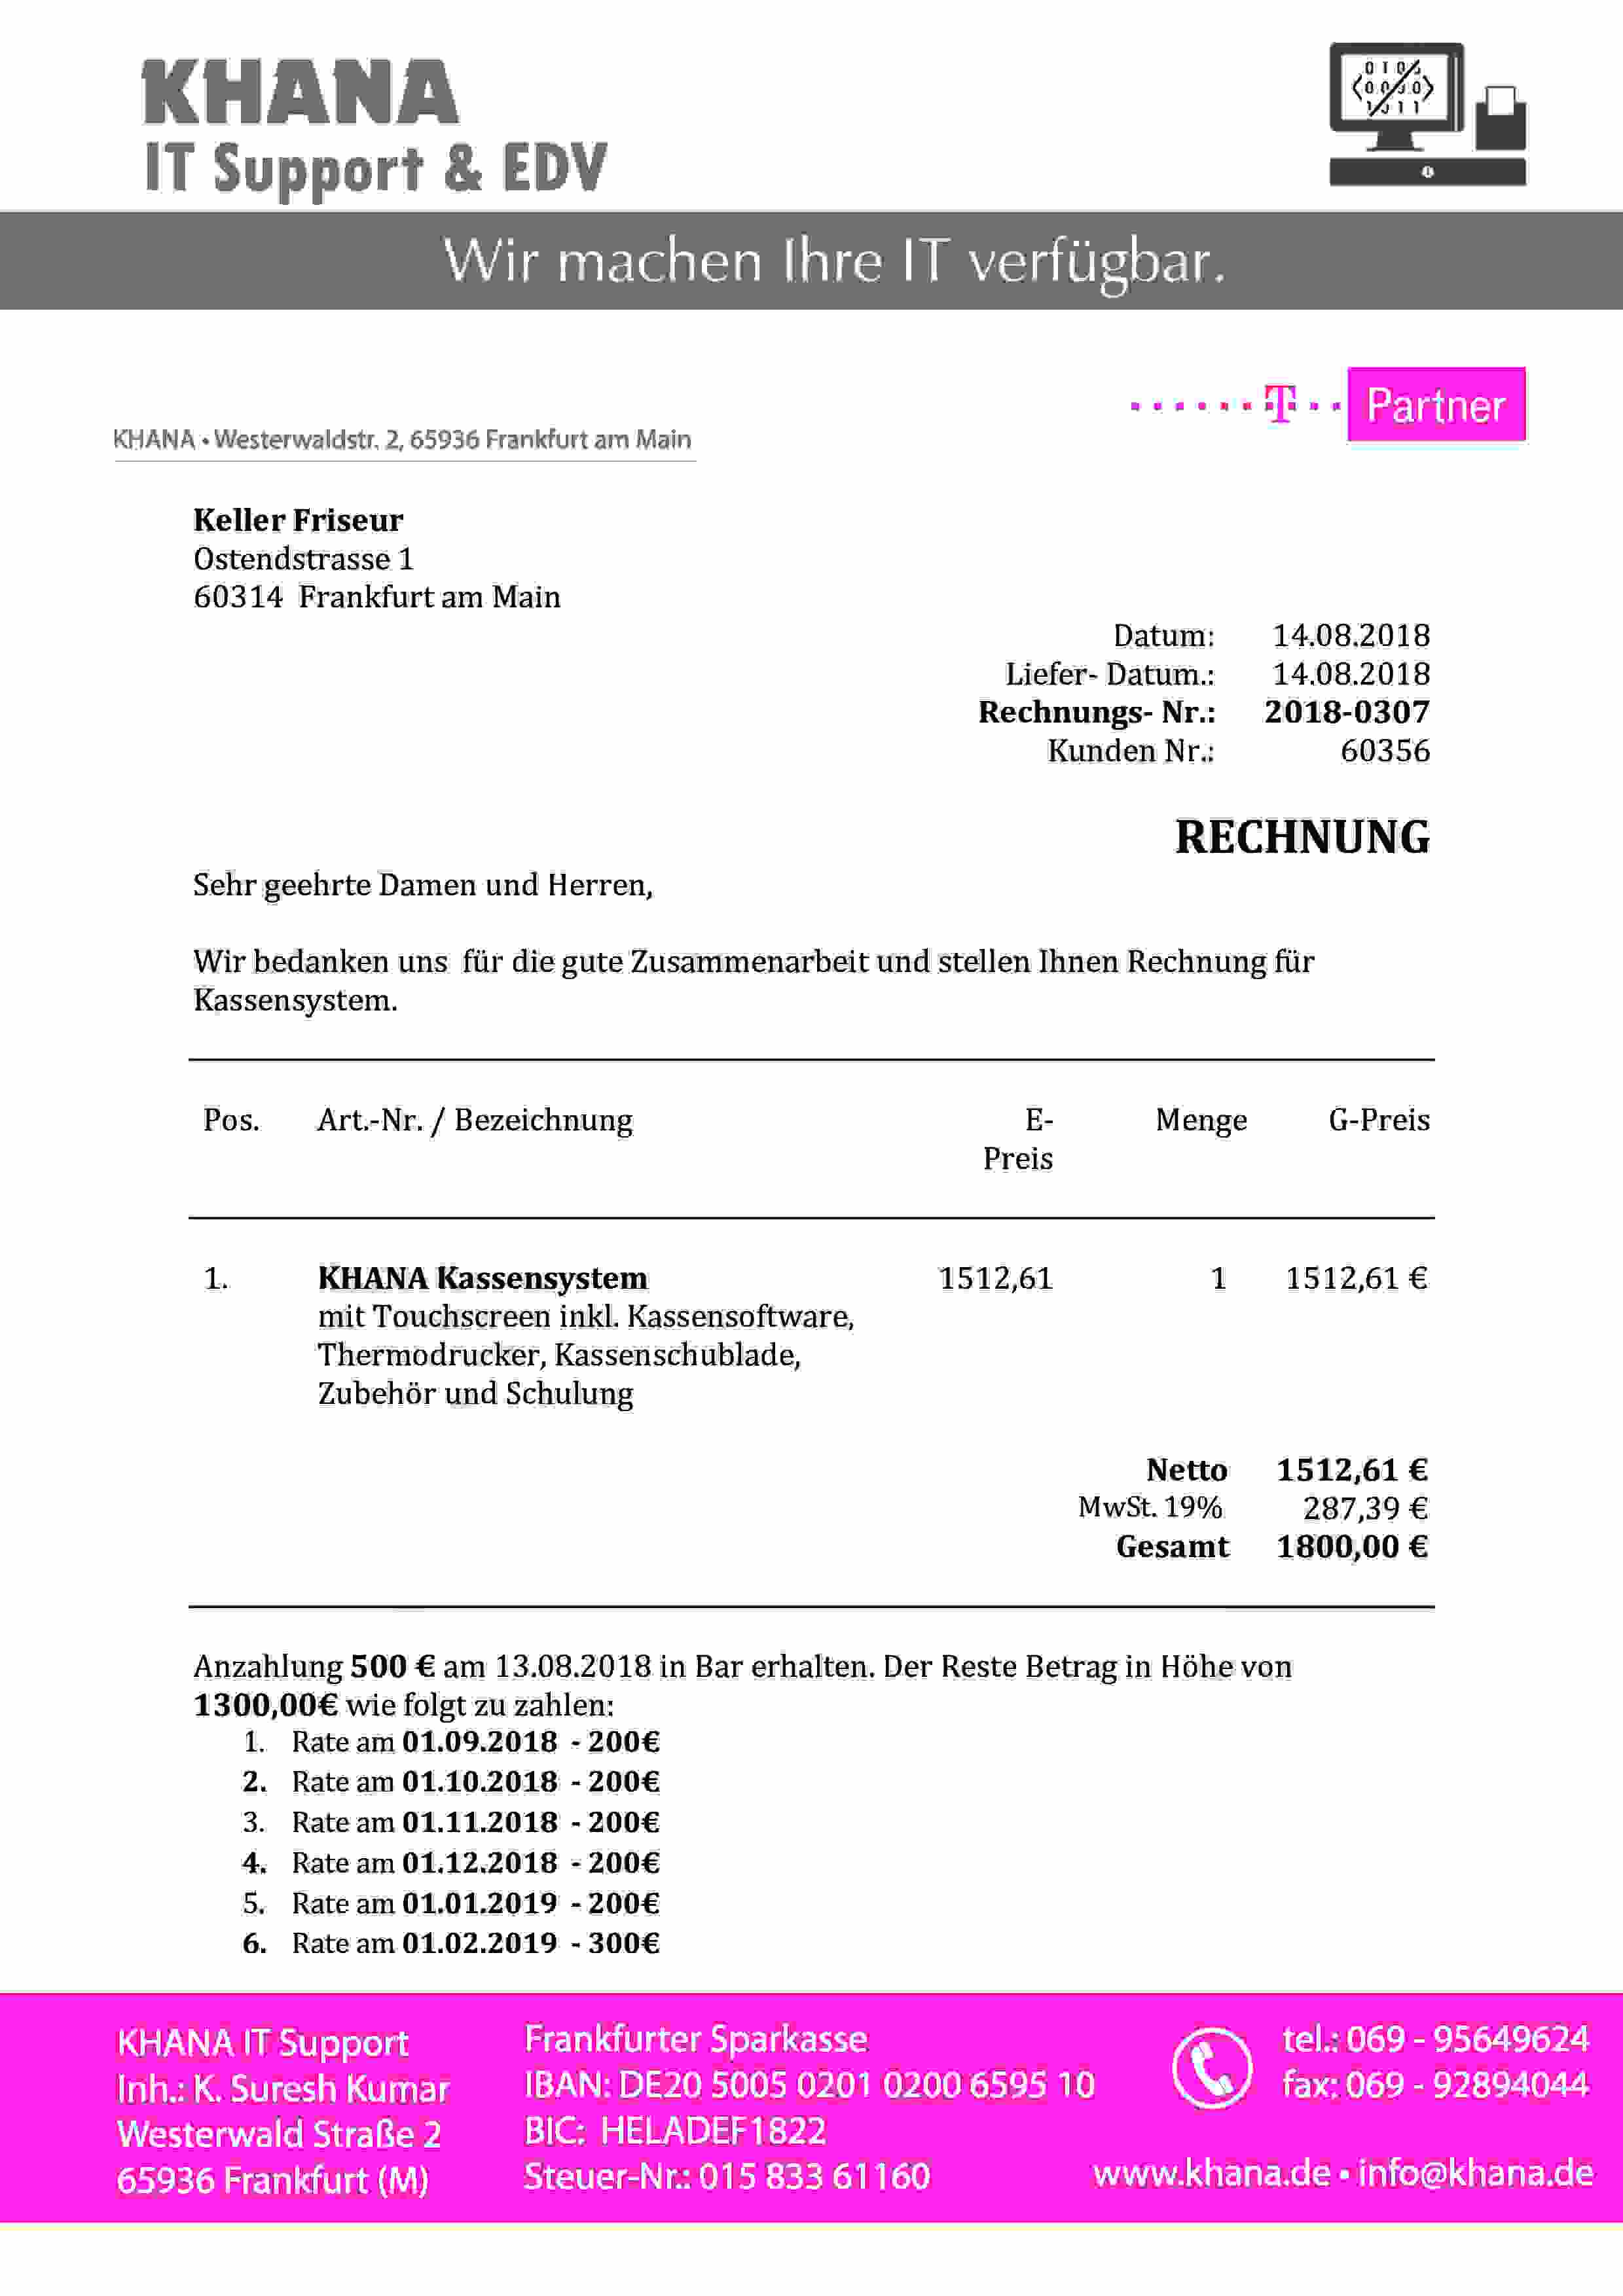 KHANA
IT Support & EDV
Wir machen Ihre IT verfügbar.
T Partner
KHANA • Westerwaldstr. 2, 65936 Frankfurt am Main
Keller Friseur
Ostendstrasse 1
60314 Frankfurt am Main
Datum: 14.08.2018
Liefer- Datum.: 14.08.2018
Rechnungs- Nr.: 2018-0307
Kunden Nr.: 60356
RECHNUNG
Sehr geehrte Damen und Herren,
Wir bedanken uns für die gute Zusammenarbeit und stellen Ihnen Rechnung für
Kassensystem.
Pos. Art.-Nr. / Bezeichnung E- Menge G-Preis
Preis
1. KHANA Kassensystem 1512,61 1 1512,61 €
mit Touchscreen inkl. Kassensoftware,
Thermodrucker, Kassenschublade,
Zubehör und Schulung
Netto 1512,61 €
MwSt. 19% 287,39 €
Gesamt 1800,00 €
Anzahlung 500 € am 13.08.2018 in Bar erhalten. Der Reste Betrag in Höhe von
1300,00€ wie folgt zu zahlen:
1. Rate am 01.09.2018 - 200€
2. Rate am 01.10.2018 - 200€
3. Rate am 01.11.2018 - 200€
4. Rate am 01.12.2018 - 200€
5. Rate am 01.01.2019 - 200€
6. Rate am 01.02.2019 - 300€
KHANA IT Support
Inh.: K. Suresh Kumar
Westerwald Straße 2
65936 Frankfurt (M)
Frankfurter Sparkasse
IBAN: DE20 5005 0201 0200 6595 10
BIC: HELADEF1822
Steuer-Nr.: 015 833 61160
tel.: 069 - 95649624
fax: 069 - 92894044
www.khana.de • info@khana.de